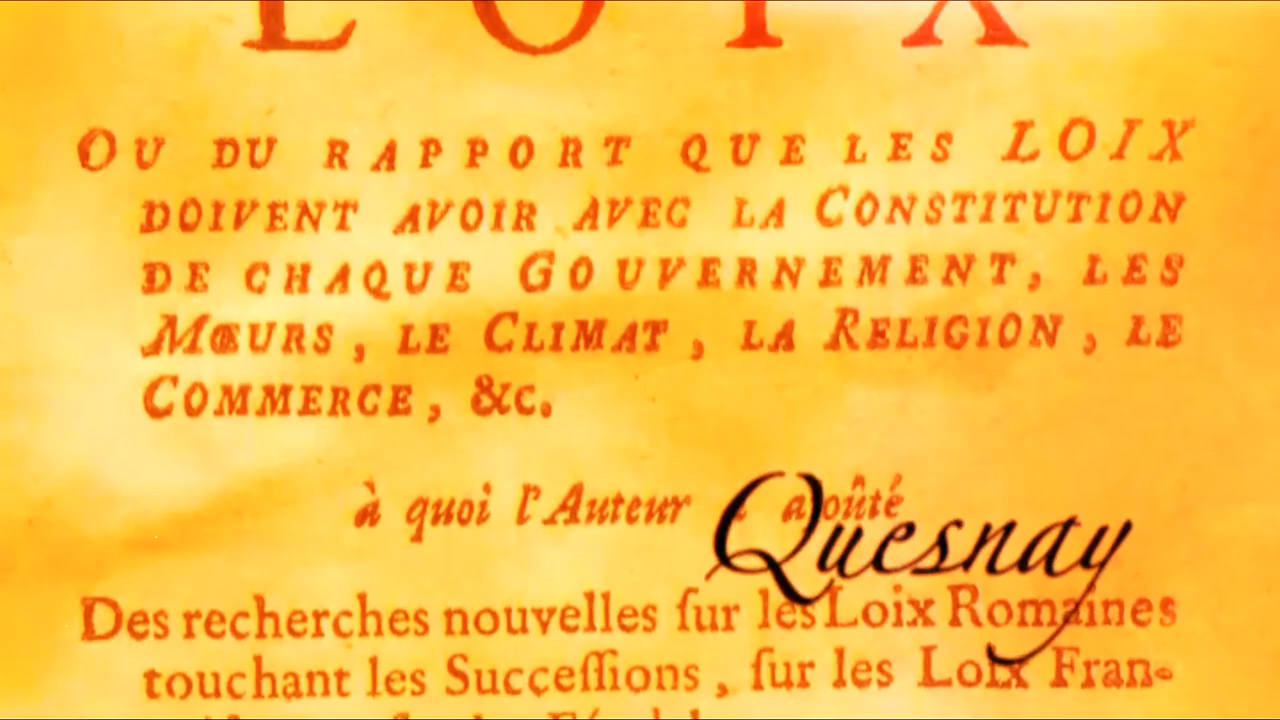 LOIX
OU DU RAPPORT QUE LES LOIX
DOIVENT AVOIR AVEC LA CONSTITUTION
DE CHAQUE GOUVERNEMENT, LES
MŒURS, LE CLIMAT, LA RELIGION, LE
COMMERCE, &c.
à quoi l'Auteur a ajoûté
Quesnay
Des recherches nouvelles ſur les Loix Romaines
touchant les Succeſſions, ſur les Loix Fran-